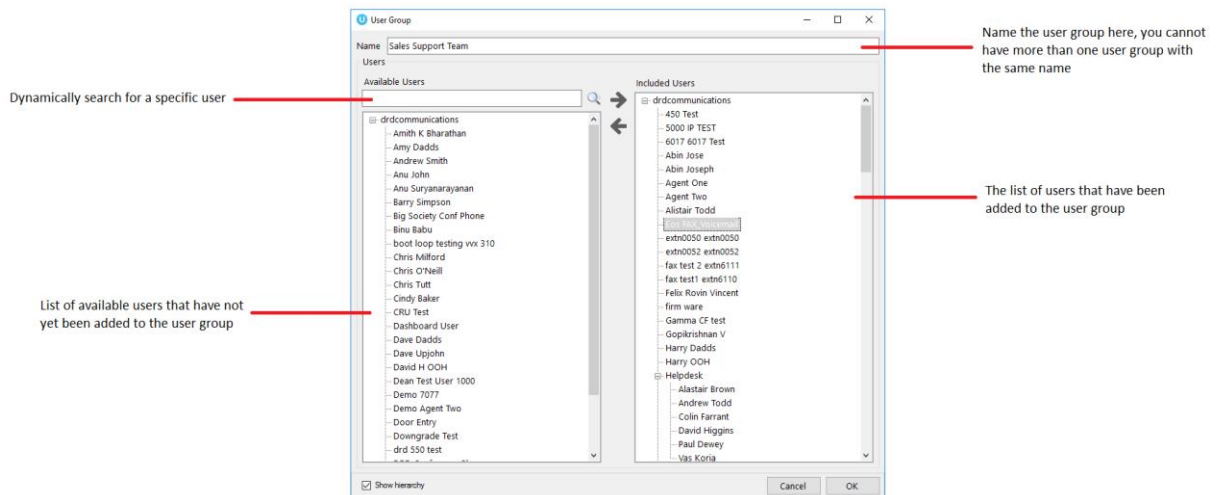 User Group
Name the user group here, you cannot
have more than one user group with
the same name
Name Sales Support Team
Users
Available Users
Included Users
Dynamically search for a specific user
drdcommunications
Amith K Bharathan
Amy Dadds
Andrew Smith
Anu John
Anu Suryanarayanan
Barry Simpson
Big Society Conf Phone
Binu Babu
boot loop testing vvx 310
Chris Milford
Chris O'Neill
Chris Tutt
Cindy Baker
CRU Test
Dashboard User
Dave Dadds
Dave Upjohn
David H OOH
Dean Test User 1000
Demo 7077
Demo Agent Two
Door Entry
Downgrade Test
drd 550 test
List of available users that have not
yet been added to the user group
drdcommunications
450 Test
5000 IP TEST
6017 6017 Test
Abin Jose
Abin Joseph
Agent One
Agent Two
Alistair Todd
extn0050 extn0050
extn0052 extn0052
fax test 2 extn6111
fax test1 extn6110
Felix Rovin Vincent
firm ware
Gamma CF test
Gopikrishnan V
Harry Dadds
Harry OOH
Helpdesk
Alastair Brown
Andrew Todd
Colin Farrant
David Higgins
Paul Dewey
Vas Koria
The list of users that have been
added to the user group
Show hierarchy
Cancel
OK